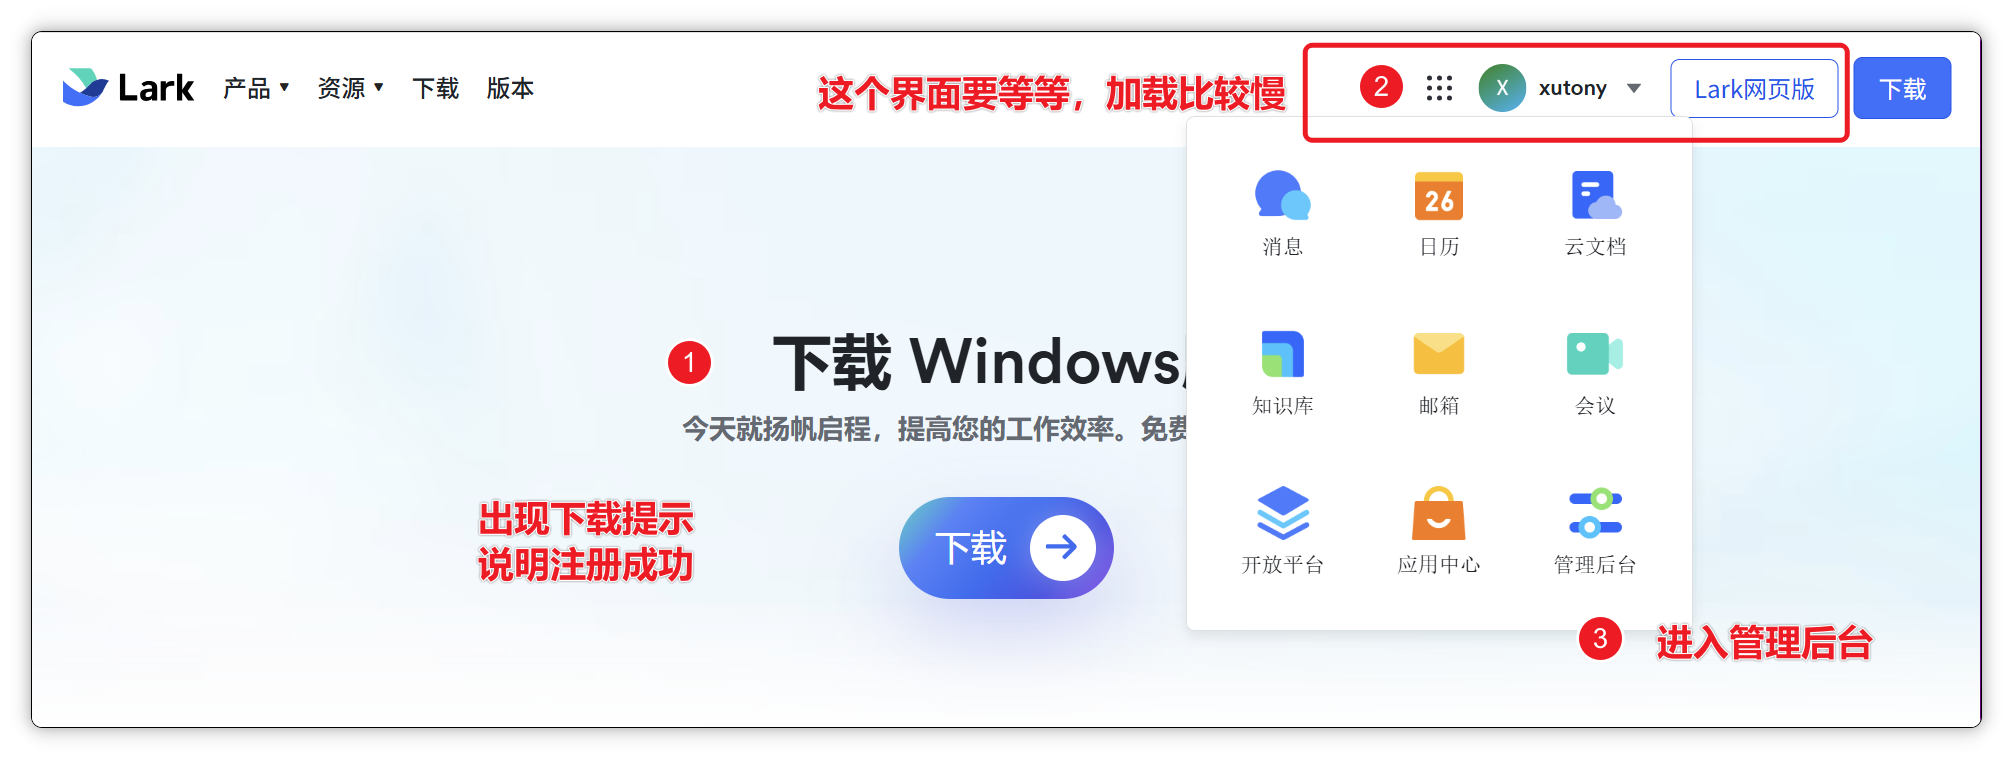 Lark 产品 资源 下载 版本
这个界面要等等，加载比较慢
2
X xutony
Lark网页版
下载
消息
26
日历
云文档
知识库
邮箱
会议
开放平台
应用中心
管理后台
1
下载 Windows
今天就扬帆启程，提高您的工作效率。免费
出现下载提示
说明注册成功
下载
3
进入管理后台